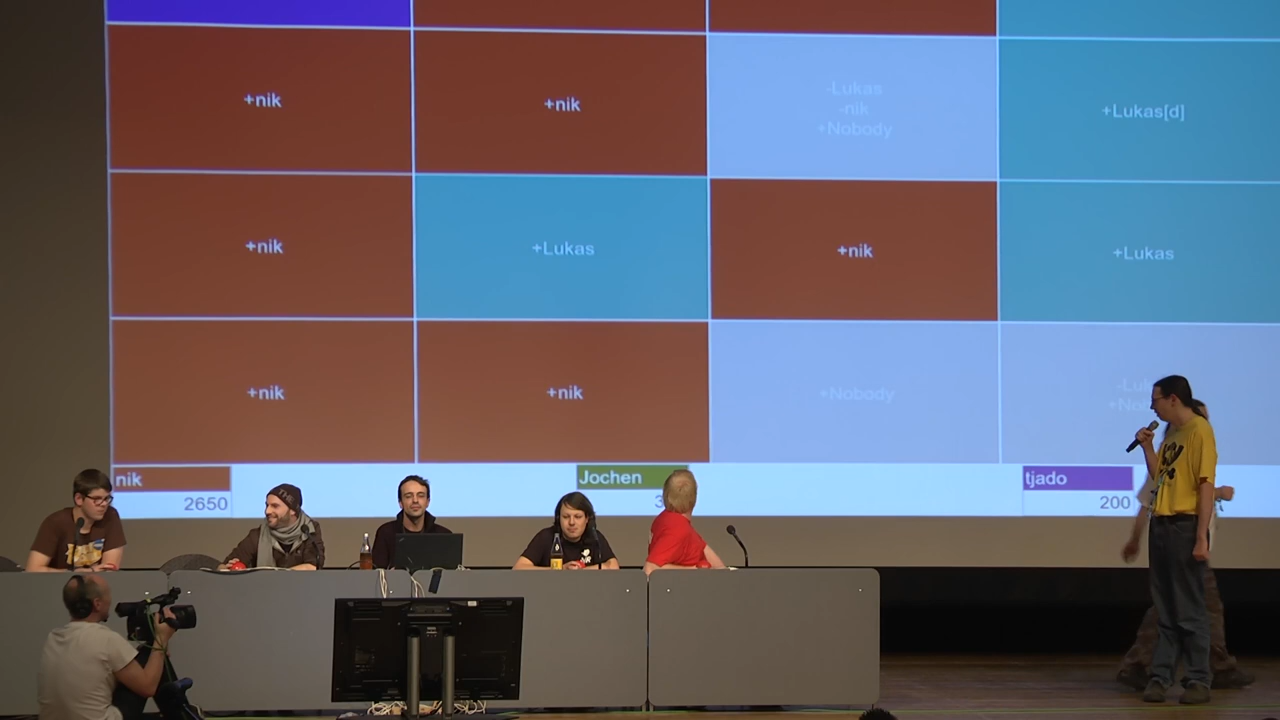 +nik
+nik
-Lukas
-nik
+Nobody
+Lukas[d]
+nik
+Lukas
+nik
+Lukas
+nik
+nik
+Nobody
nik
2650
Jochen
tjado
200